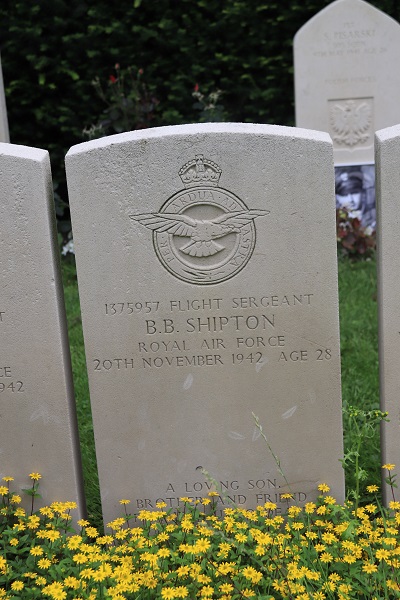 PER ARDUA AD ASTRA
1375957 FLIGHT SERGEANT
B.B. SHIPTON
ROYAL AIR FORCE
20TH NOVEMBER 1942 AGE 28
A LOVING SON,
BROTHER AND FRIEND
942